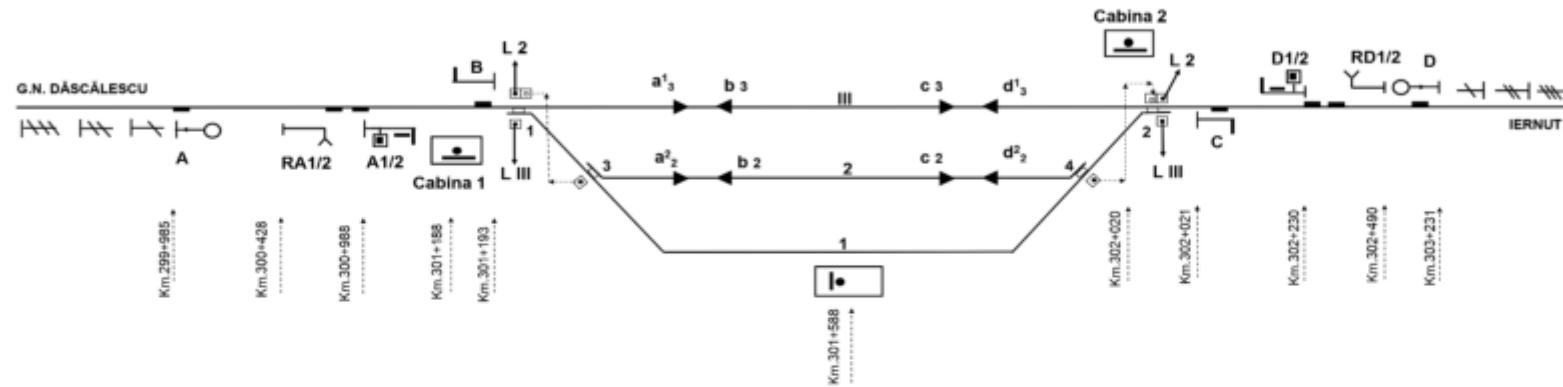 Cabina 2
L 2
B
L 2
D1/2
RD1/2
D
G.N. DĂSCĂLESCU
a¹₃
b 3
III
c 3
d¹₃
IERNUT
A
RA1/2
A1/2
Cabina 1
1
L III
3
a²₂
b 2
2
c 2
d²₂
4
2
L III
C
1
Km.299+985
Km.300+428
Km.300+988
Km.301+188
Km.301+193
Km.301+588
Km.302+020
Km.302+021
Km.302+230
Km.302+490
Km.303+231